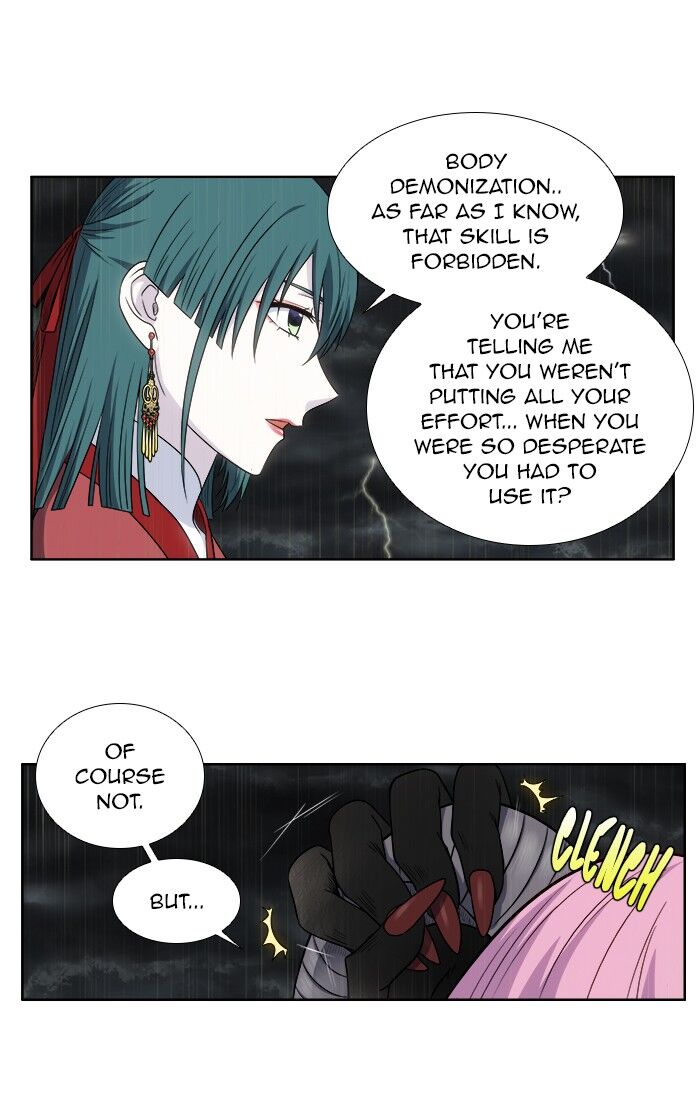 BODY
DEMONIZATION..
AS FAR AS I KNOW,
THAT SKILL IS
FORBIDDEN.
YOU'RE
TELLING ME
THAT YOU WEREN'T
PUTTING ALL YOUR
EFFORT... WHEN YOU
WERE SO DESPERATE
YOU HAD TO
USE IT?
OF
COURSE
NOT.
BUT...
CLENCH